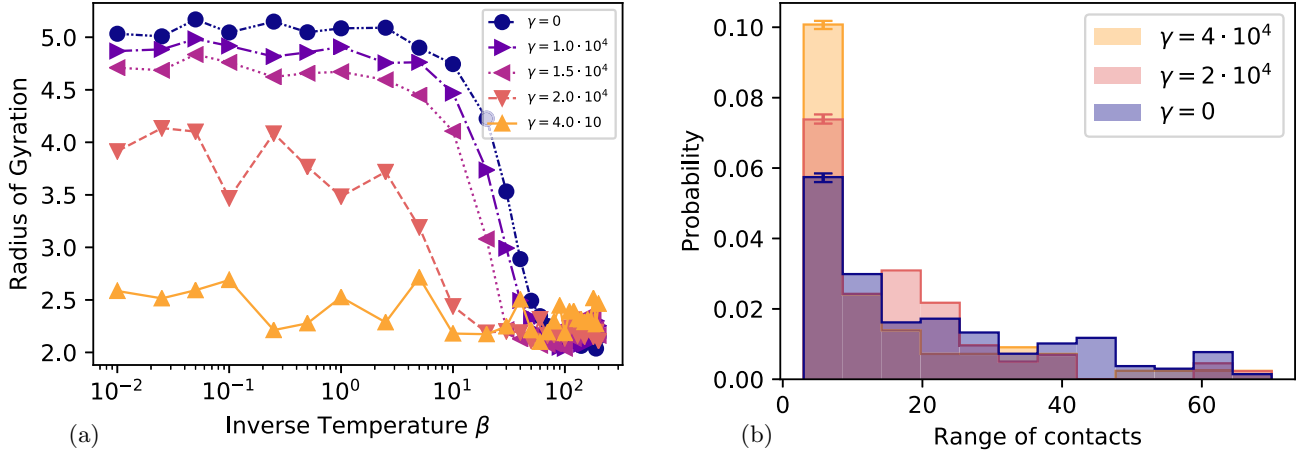 5.0
4.5
4.0
3.5
3.0
2.5
2.0
Radius of Gyration
γ = 0
γ = 1.0 · 10⁴
γ = 1.5 · 10⁴
γ = 2.0 · 10⁴
γ = 4.0 · 10
10⁻² 10⁻¹ 10⁰ 10¹ 10²
(a) Inverse Temperature β
0.10
0.08
0.06
0.04
0.02
0.00
Probability
γ = 4 · 10⁴
γ = 2 · 10⁴
γ = 0
0 20 40 60
(b) Range of contacts